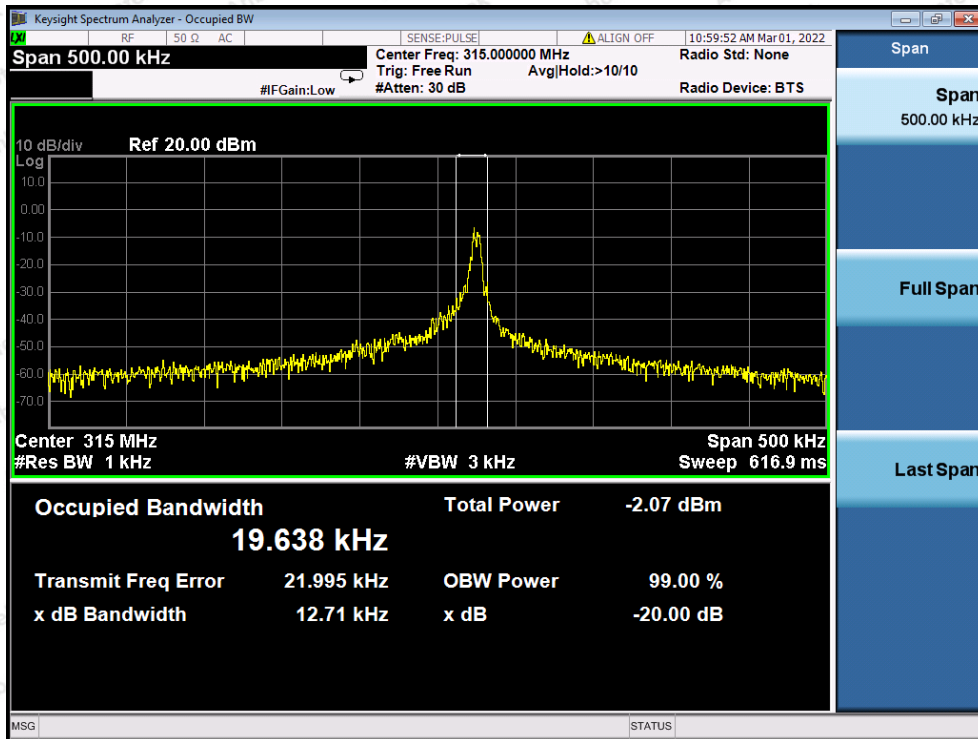 Keysight Spectrum Analyzer - Occupied BW
LXI RF 50 Ω AC SENSE:PULSE ALIGN OFF 10:59:52 AM Mar 01, 2022
Span 500.00 kHz
Center Freq: 315.000000 MHz Radio Std: None
Trig: Free Run Avg|Hold:>10/10
#IFGain:Low #Atten: 30 dB Radio Device: BTS
10 dB/div Ref 20.00 dBm
Log
10.0
0.00
-10.0
-20.0
-30.0
-40.0
-50.0
-60.0
-70.0
Center 315 MHz Span 500 kHz
#Res BW 1 kHz #VBW 3 kHz Sweep 616.9 ms
Occupied Bandwidth Total Power -2.07 dBm
19.638 kHz
Transmit Freq Error 21.995 kHz OBW Power 99.00 %
x dB Bandwidth 12.71 kHz x dB -20.00 dB
MSG STATUS
Span
Span
500.00 kHz
Full Span
Last Span